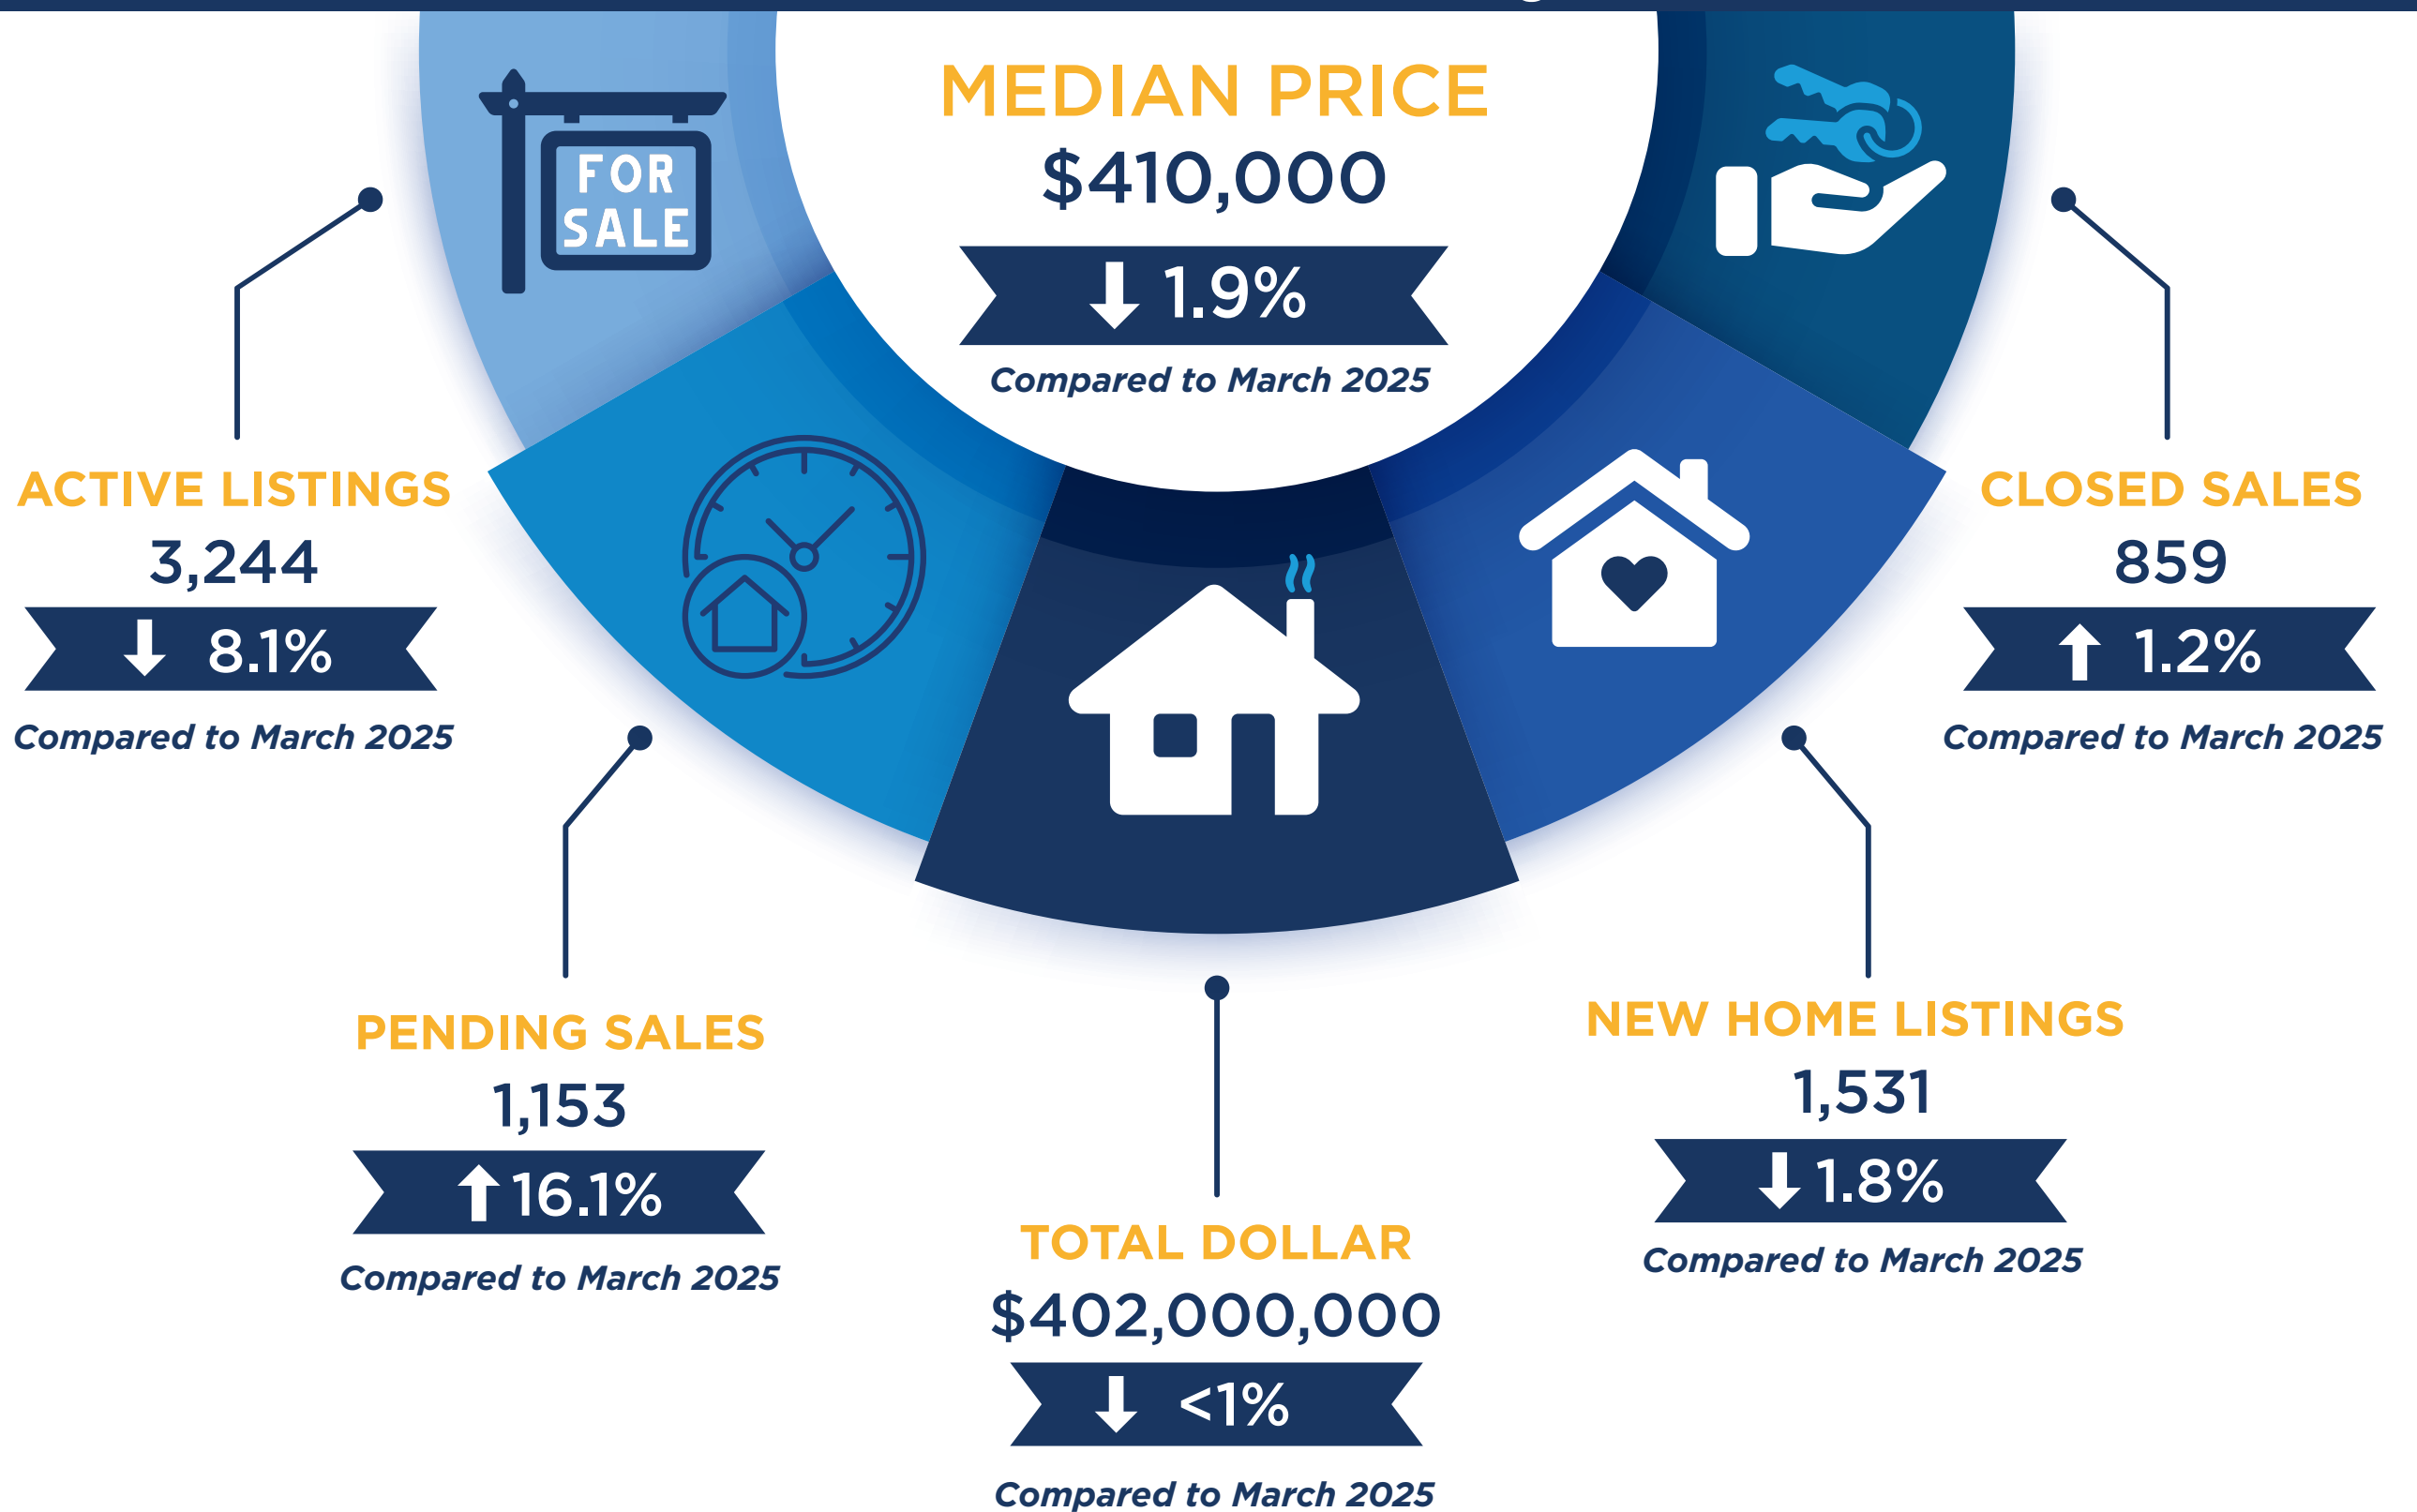 MEDIAN PRICE
$410,000
1.9%
Compared to March 2025
FOR
SALE
ACTIVE LISTINGS
3,244
8.1%
Compared to March 2025
CLOSED SALES
859
1.2%
Compared to March 2025
PENDING SALES
1,153
16.1%
Compared to March 2025
NEW HOME LISTINGS
1,531
1.8%
Compared to March 2025
TOTAL DOLLAR
$402,000,000
<1%
Compared to March 2025